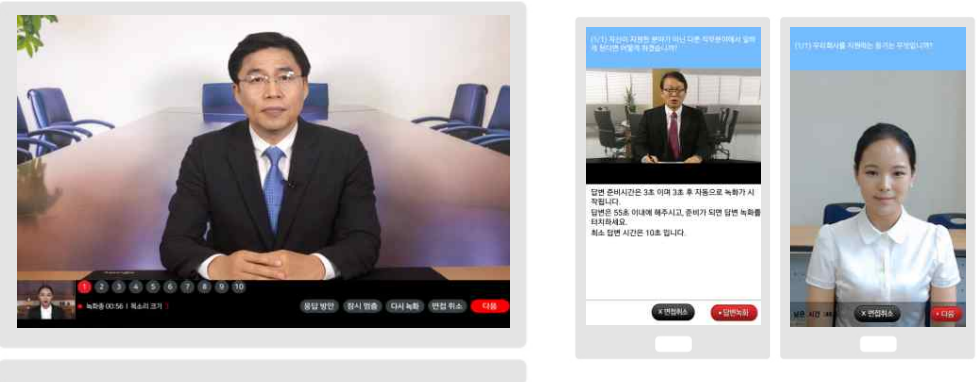 1 2 3 4 5 6 7 8 9 10
녹화중 00:56 ( 목소리 크기 )
응답 방안 잠시 멈춤 다시 녹화 면접 취소 다음
(1/1) 자신이 지원한 분야가 아닌 다른 직무분야에서 일하
게 된다면 어떻게 하겠습니까?
답변 준비시간은 3초 이며 3초 후 자동으로 녹화가 시
작됩니다.
답변은 55초 이내에 해주시고, 준비가 되면 답변 녹화를
터치하세요.
최소 답변 시간은 10초 입니다.
× 면접취소 • 답변녹화
(1/1) 우리회사를 지원하는 동기는 무엇입니까?
남은 시간 × 면접취소 • 다음